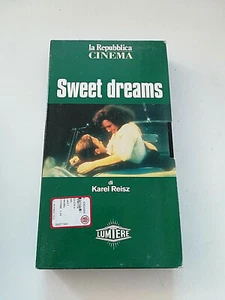 la Repubblica
CINEMA
Sweet dreams
di
Karel Reisz
LUMIERE